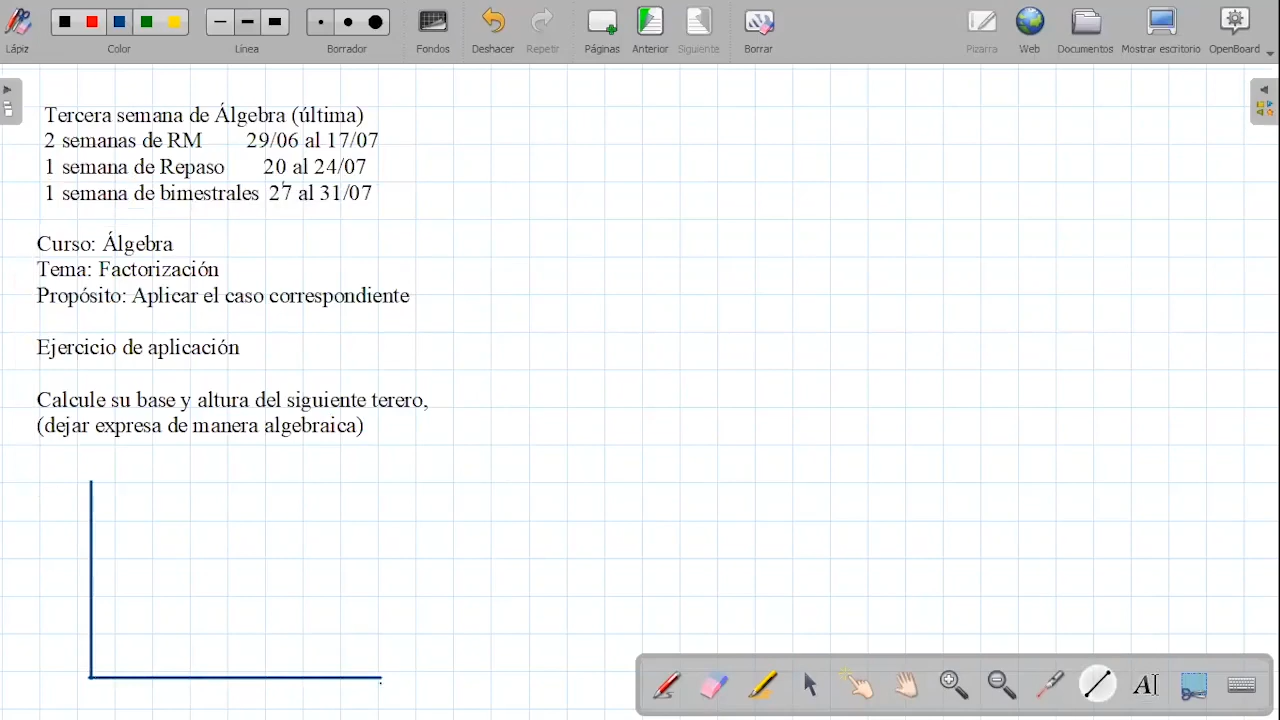 Lápiz
Color
Línea
Borrador
Fondos
Deshacer
Repetir
Páginas
Anterior
Siguiente
Borrar
Pizarra
Web
Documentos
Mostrar escritorio
OpenBoard
Tercera semana de Álgebra (última)
2 semanas de RM 29/06 al 17/07
1 semana de Repaso 20 al 24/07
1 semana de bimestrales 27 al 31/07
Curso: Álgebra
Tema: Factorización
Propósito: Aplicar el caso correspondiente
Ejercicio de aplicación
Calcule su base y altura del siguiente terero,
(dejar expresa de manera algebraica)